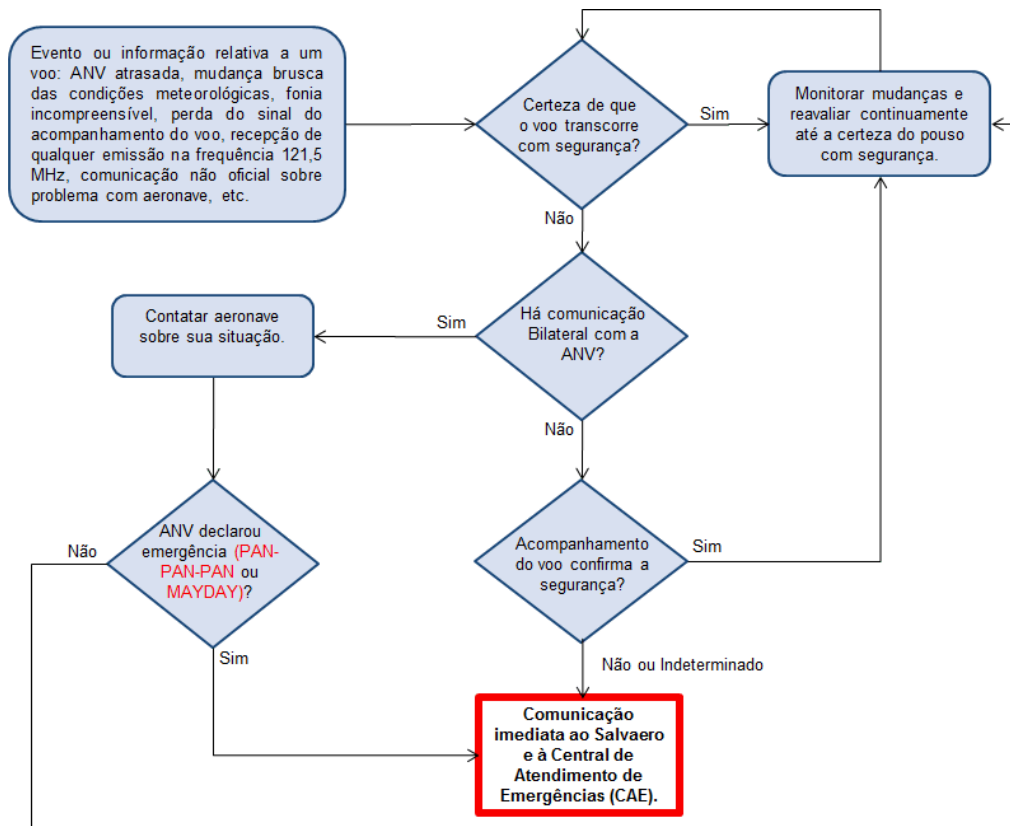 Evento ou informação relativa a um
voo: ANV atrasada, mudança brusca
das condições meteorológicas, fonia
incompreensível, perda do sinal do
acompanhamento do voo, recepção de
qualquer emissão na frequência 121,5
MHz, comunicação não oficial sobre
problema com aeronave, etc.
Certeza de que
o voo transcorre
com segurança?
Sim
Monitorar mudanças e
reavaliar continuamente
até a certeza do pouso
com segurança.
Não
Há comunicação
Bilateral com a
ANV?
Sim
Contatar aeronave
sobre sua situação.
Não
ANV declarou
emergência (PAN-
PAN-PAN ou
MAYDAY)?
Não
Sim
Acompanhamento
do voo confirma a
segurança?
Sim
Não ou Indeterminado
Comunicação
imediata ao Salvaero
e à Central de
Atendimento de
Emergências (CAE).